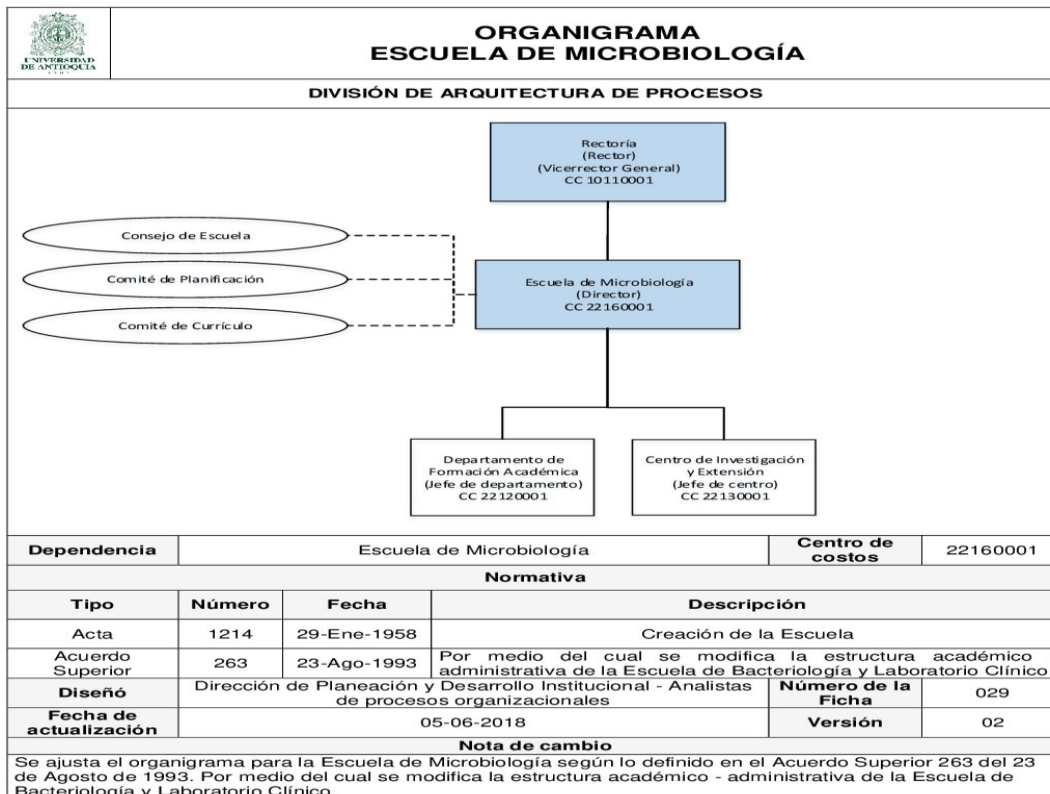 UNIVERSIDAD
DE ANTIOQUIA
ORGANIGRAMA
ESCUELA DE MICROBIOLOGÍA
DIVISIÓN DE ARQUITECTURA DE PROCESOS
Rectoría
(Rector)
(Vicerrector General)
CC 10110001
Consejo de Escuela
Comité de Planificación
Comité de Currículo
Escuela de Microbiología
(Director)
CC 22160001
Departamento de
Formación Académica
(Jefe de departamento)
CC 22120001
Centro de Investigación
y Extensión
(Jefe de centro)
CC 22130001
Dependencia
Escuela de Microbiología
Centro de
costos
22160001
Normativa
Tipo
Número
Fecha
Descripción
Acta
1214
29-Ene-1958
Creación de la Escuela
Acuerdo
Superior
263
23-Ago-1993
Por medio del cual se modifica la estructura académico
administrativa de la Escuela de Bacteriología y Laboratorio Clínico
Diseñó
Dirección de Planeación y Desarrollo Institucional - Analistas
de procesos organizacionales
Número de la
Ficha
029
Fecha de
actualización
05-06-2018
Versión
02
Nota de cambio
Se ajusta el organigrama para la Escuela de Microbiología según lo definido en el Acuerdo Superior 263 del 23
de Agosto de 1993. Por medio del cual se modifica la estructura académico - administrativa de la Escuela de
Bacteriología y Laboratorio Clínico.